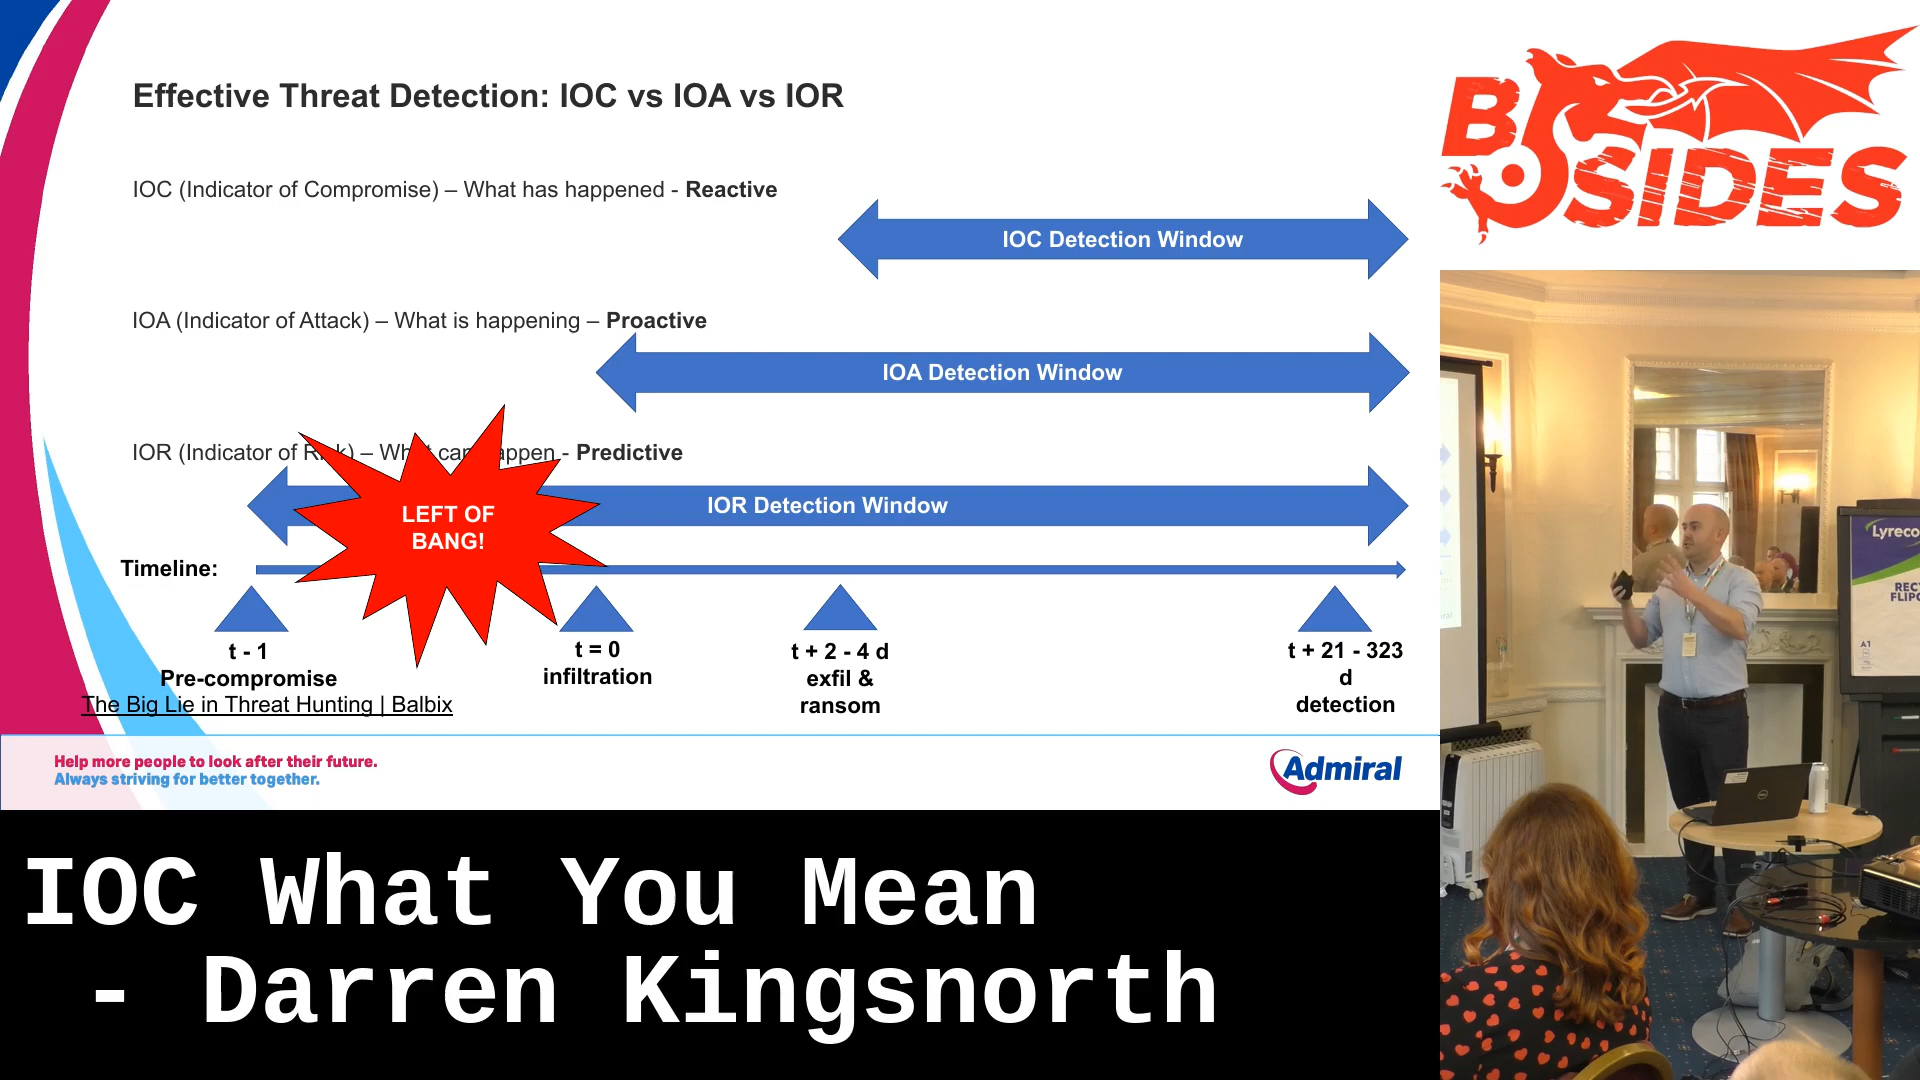 Effective Threat Detection: IOC vs IOA vs IOR
IOC (Indicator of Compromise) – What has happened - Reactive
IOC Detection Window
IOA (Indicator of Attack) – What is happening – Proactive
IOA Detection Window
IOR (Indicator of – can - Predictive
IOR Detection Window
LEFT OF
BANG!
Timeline:
t - 1
Pre-compromise
t = 0
infiltration
t + 2 - 4 d
exfil &
ransom
t + 21 - 323
d
detection
The Big Lie in Threat Hunting | Balbix
Help more people to look after their future.
Always striving for better together.
Admiral
BSIDES
Lyreco
A1
IOC What You Mean
- Darren Kingsnorth